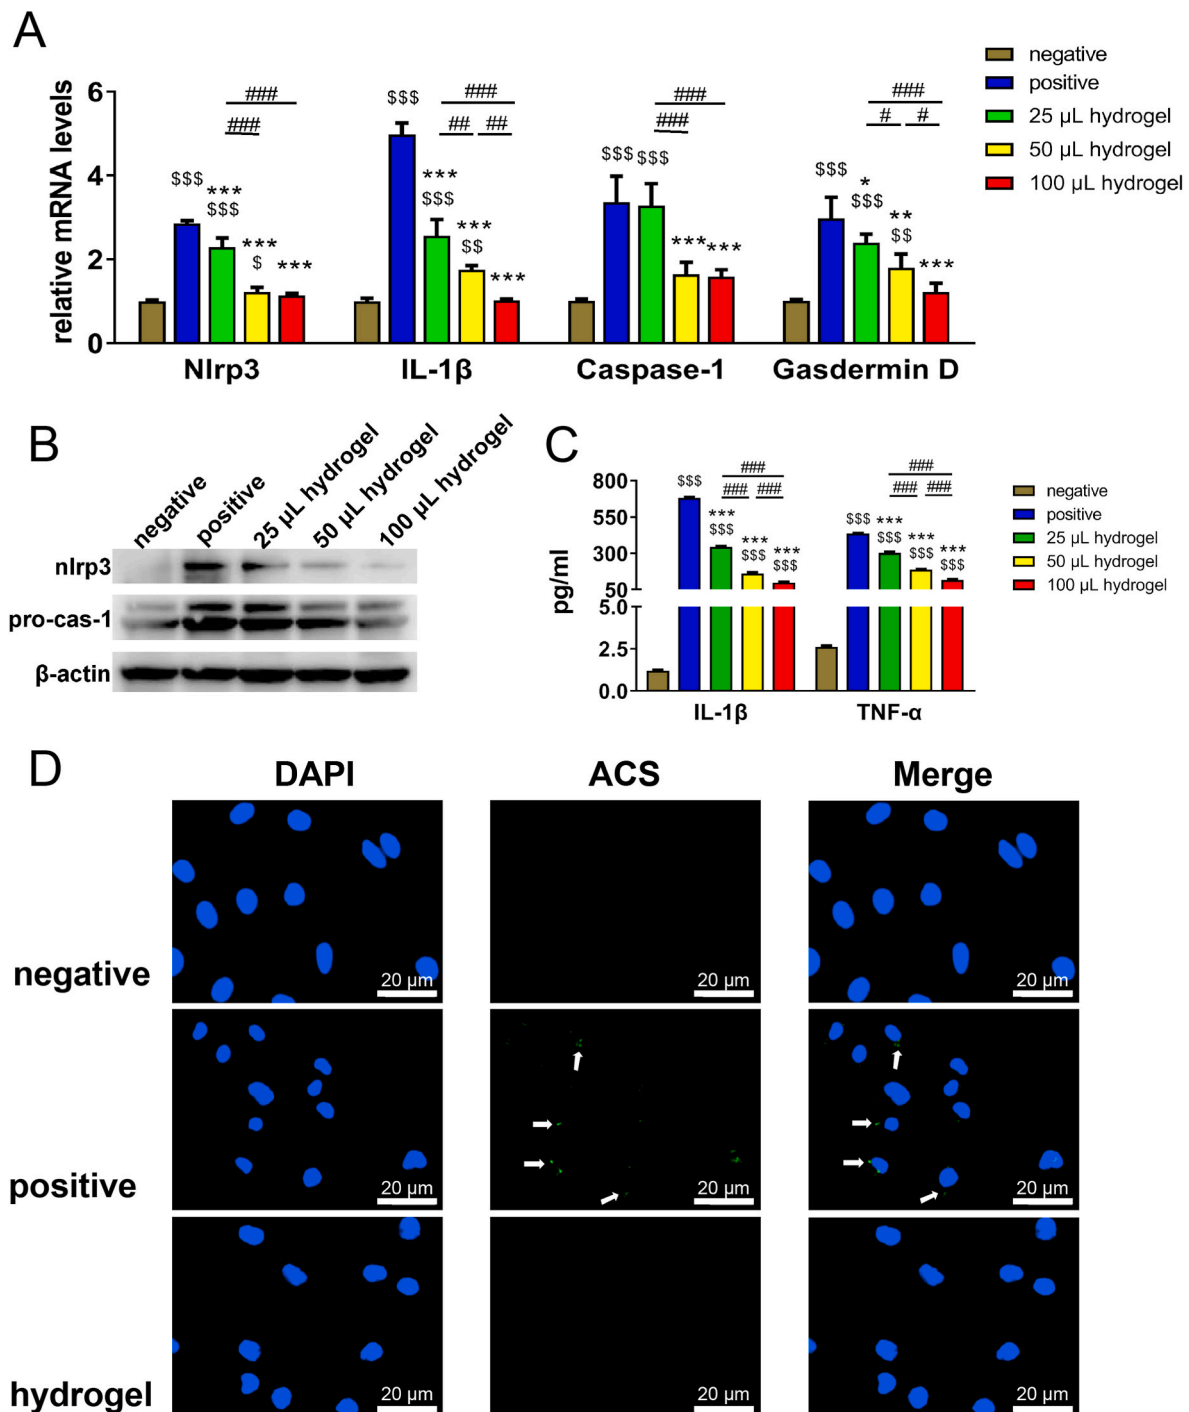 A
negative
positive
25 µL hydrogel
50 µL hydrogel
100 µL hydrogel
relative mRNA levels
6
4
2
0
$$$
***
$$$
***
$
***
###
###
$$$
***
$$$
***
$$
***
###
##
##
$$$
$$$
***
***
###
###
$$$
*
$$$
**
$$
***
###
#
#
Nlrp3
IL-1β
Caspase-1
Gasdermin D
B
negative
positive
25 µL hydrogel
50 µL hydrogel
100 µL hydrogel
nlrp3
pro-cas-1
β-actin
C
pg/ml
800
550
300
50
5.0
2.5
0.0
$$$
***
$$$
***
$$$
***
$$$
###
###
###
$$$
***
$$$
***
$$$
***
$$$
###
###
###
IL-1β
TNF-α
negative
positive
25 µL hydrogel
50 µL hydrogel
100 µL hydrogel
D
DAPI
ACS
Merge
negative
20 µm
20 µm
20 µm
positive
20 µm
20 µm
20 µm
hydrogel
20 µm
20 µm
20 µm